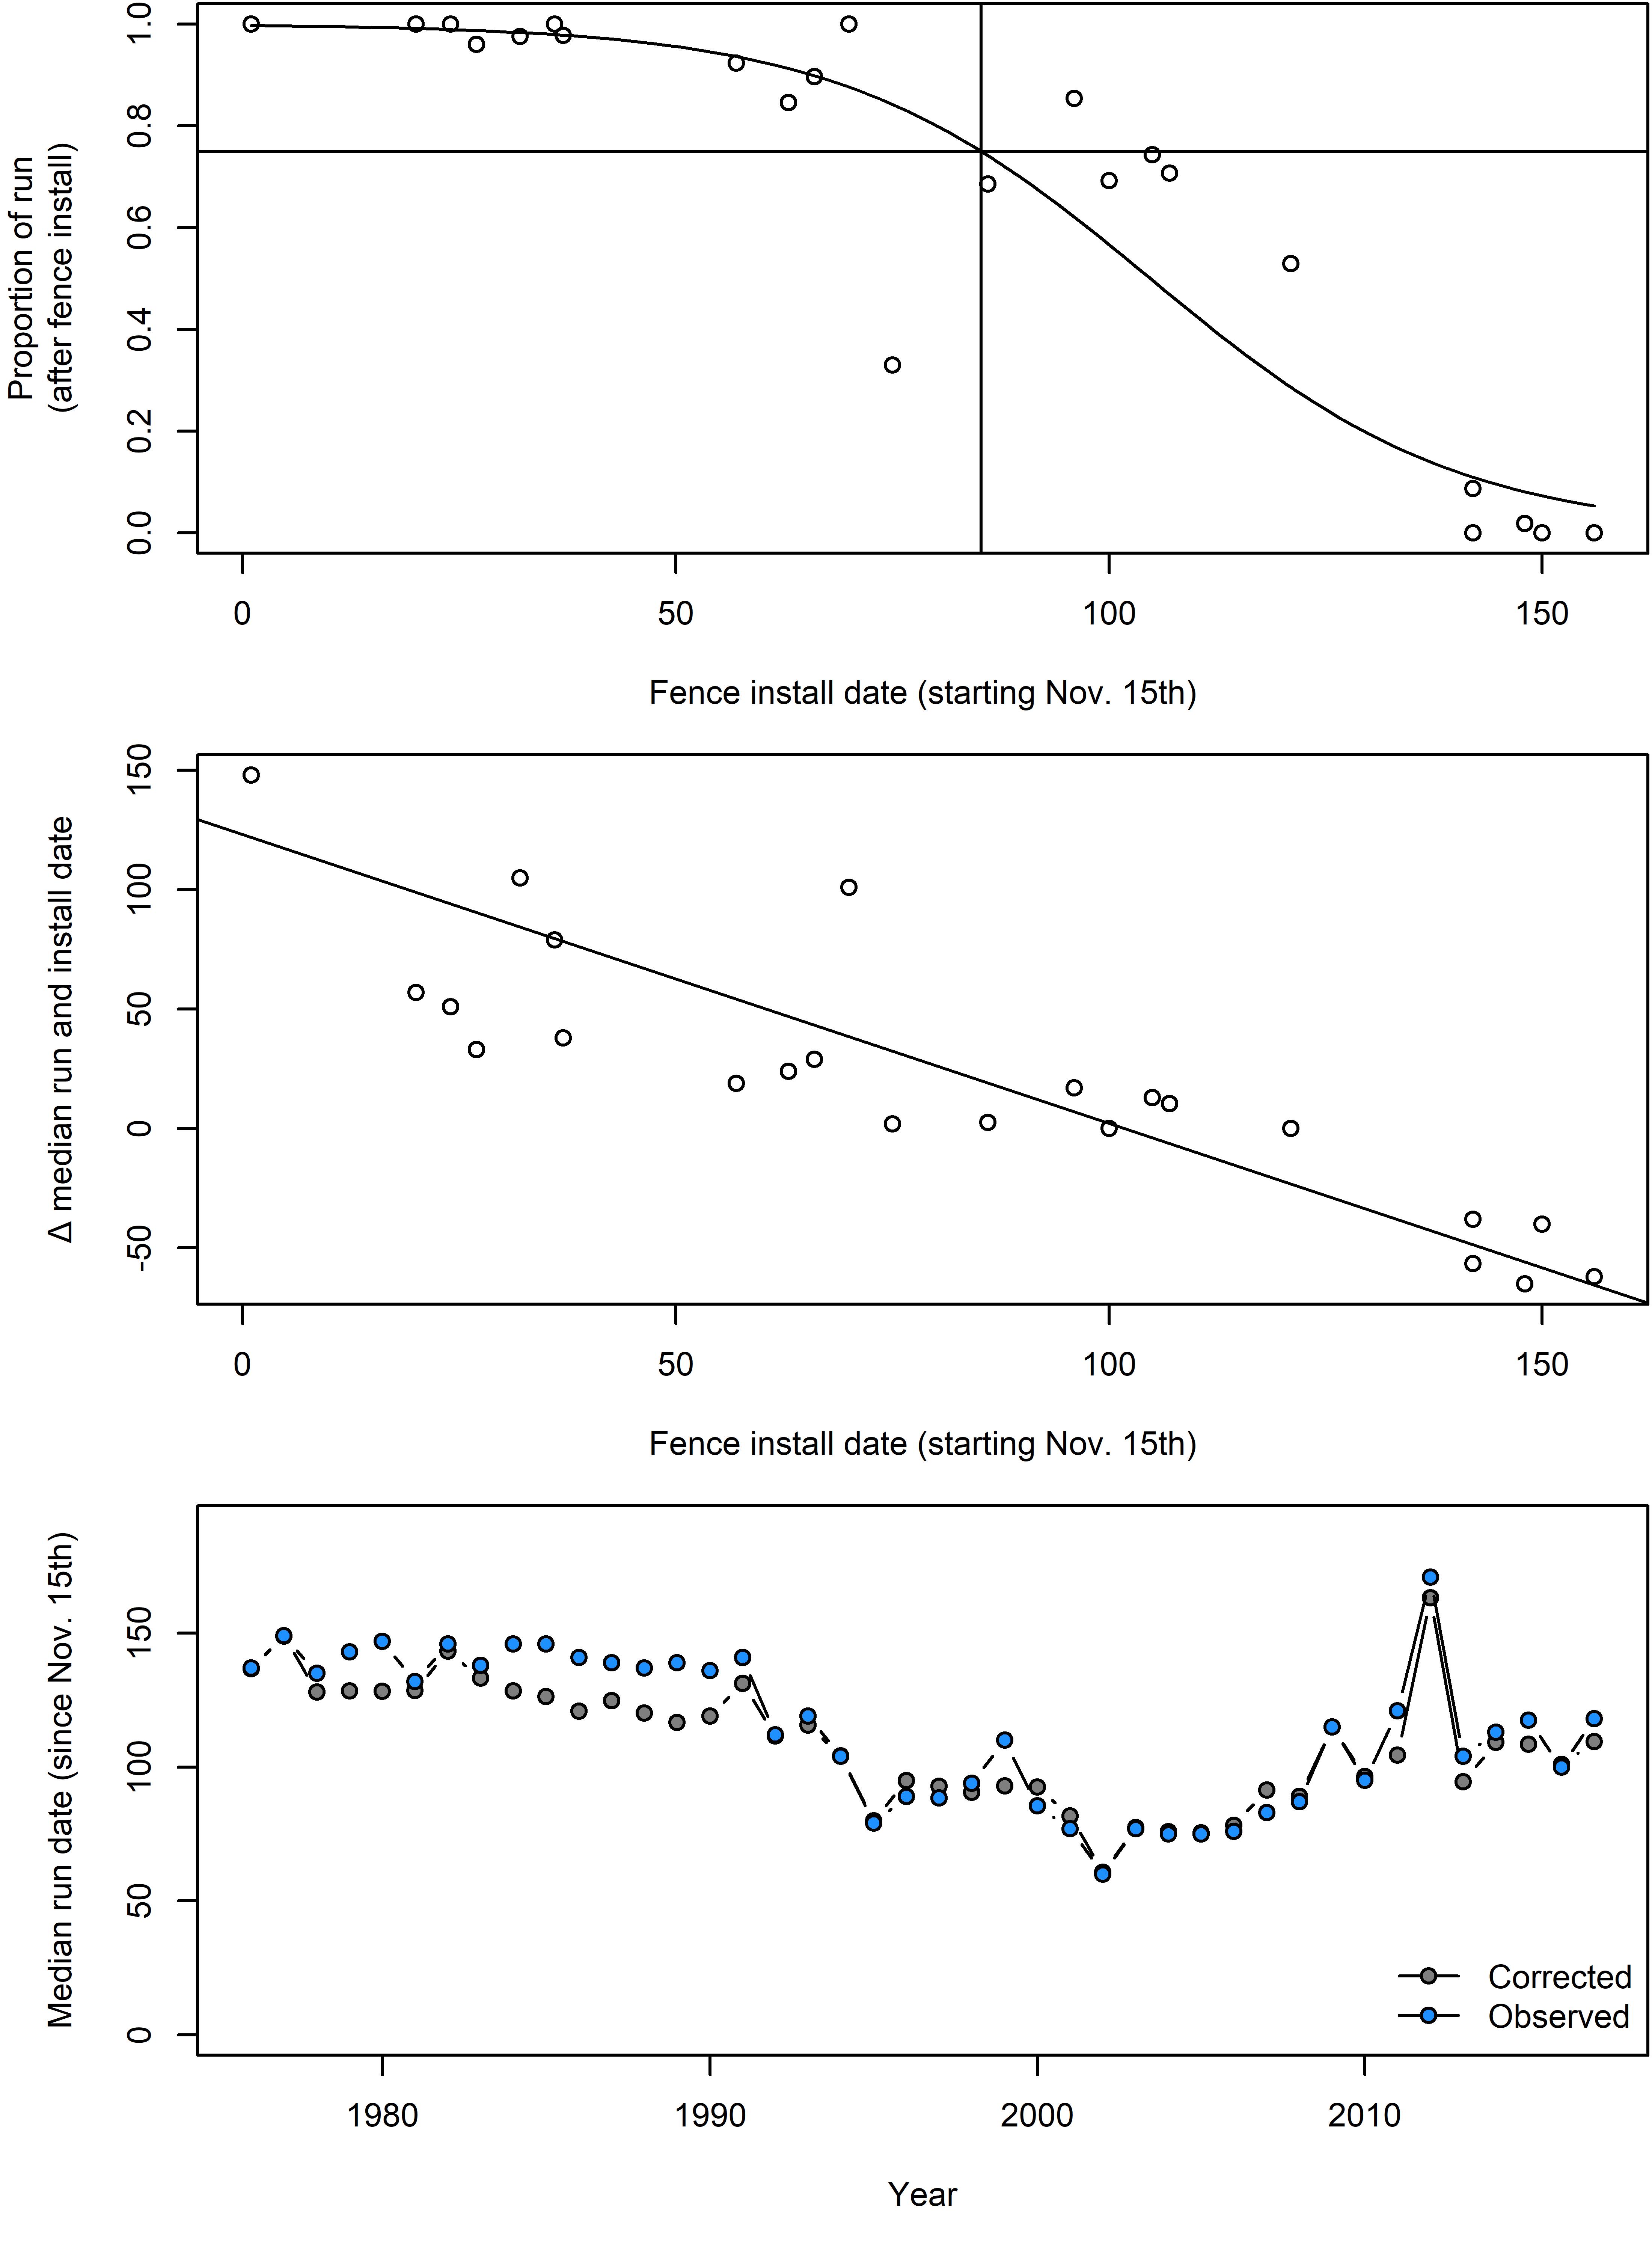 Proportion of run
(after fence install)
1.0
0.8
0.6
0.4
0.2
0.0
0 50 100 150
Fence install date (starting Nov. 15th)
Δ median run and install date
150
100
50
0
-50
0 50 100 150
Fence install date (starting Nov. 15th)
Median run date (since Nov. 15th)
150
100
50
0
Corrected
Observed
1980 1990 2000 2010
Year